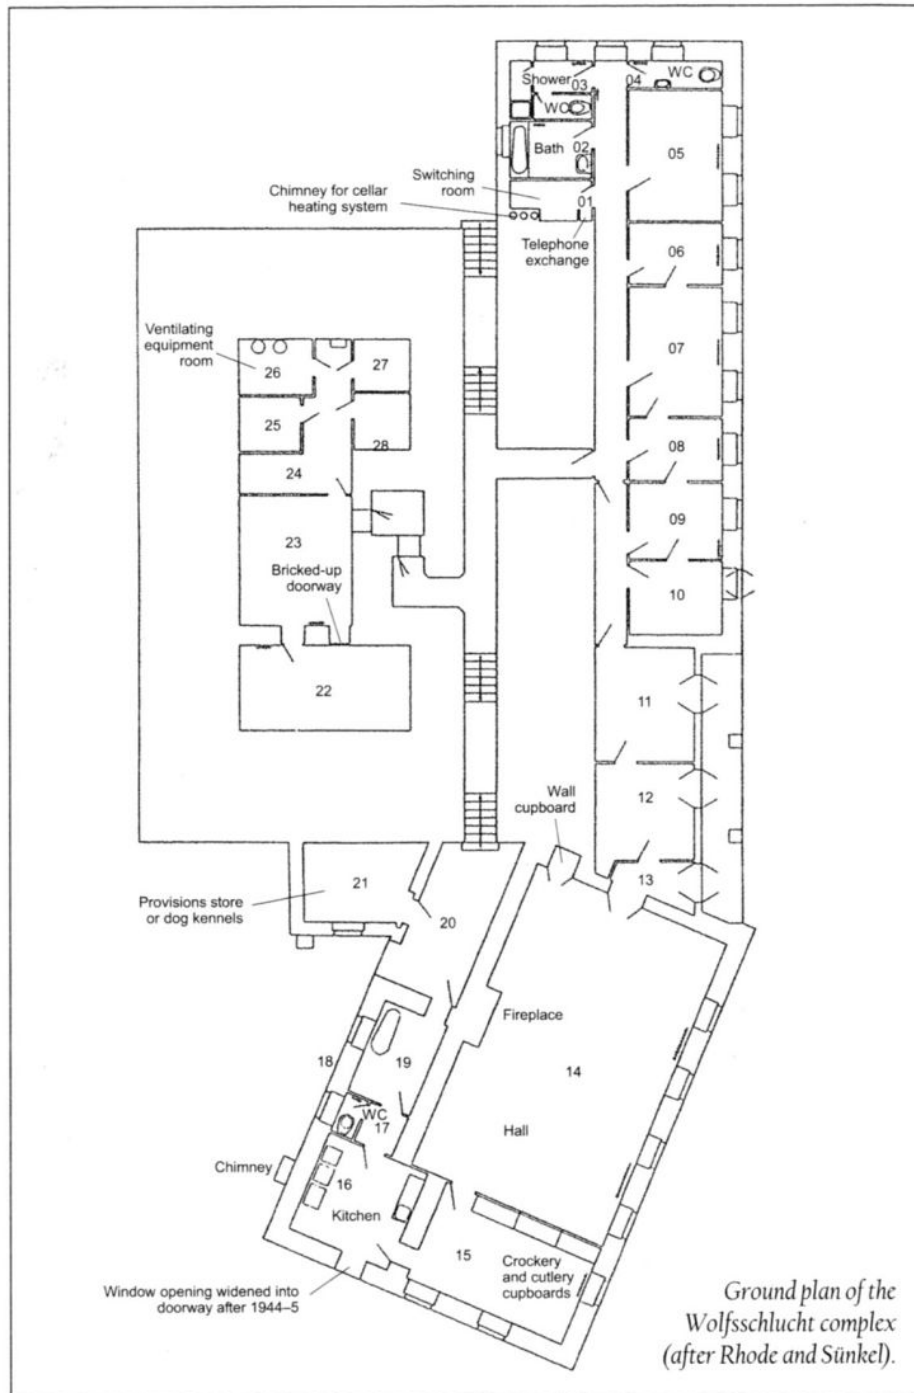 Shower
03
04
WC
WC
02
Bath
05
Switching
room
Chimney for cellar
heating system
01
Telephone
exchange
06
Ventilating
equipment
room
26
27
07
25
28
08
24
23
09
Bricked-up
doorway
10
22
11
Wall
cupboard
12
13
21
Provisions store
or dog kennels
20
Fireplace
18
19
14
WC
17
Hall
Chimney
16
Kitchen
15
Crockery
and cutlery
cupboards
Window opening widened into
doorway after 1944–5
Ground plan of the
Wolfsschlucht complex
(after Rhode and Sünkel).